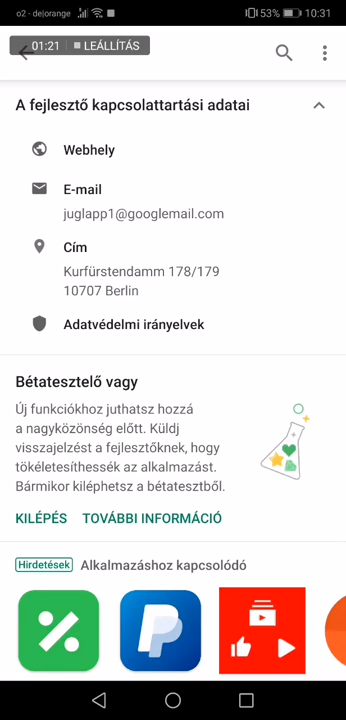 o2 - de|orange
53%
10:31
01:21
LEÁLLÍTÁS
A fejlesztő kapcsolattartási adatai
Webhely
E-mail
juglapp1@googlemail.com
Cím
Kurfürstendamm 178/179
10707 Berlin
Adatvédelmi irányelvek
Bétatesztelő vagy
Új funkciókhoz juthatsz hozzá
a nagyközönség előtt. Küldj
visszajelzést a fejlesztőknek, hogy
tökéletesíthessék az alkalmazást.
Bármikor kiléphetsz a bétatesztből.
KILÉPÉS
TOVÁBBI INFORMÁCIÓ
Hirdetések
Alkalmazáshoz kapcsolódó